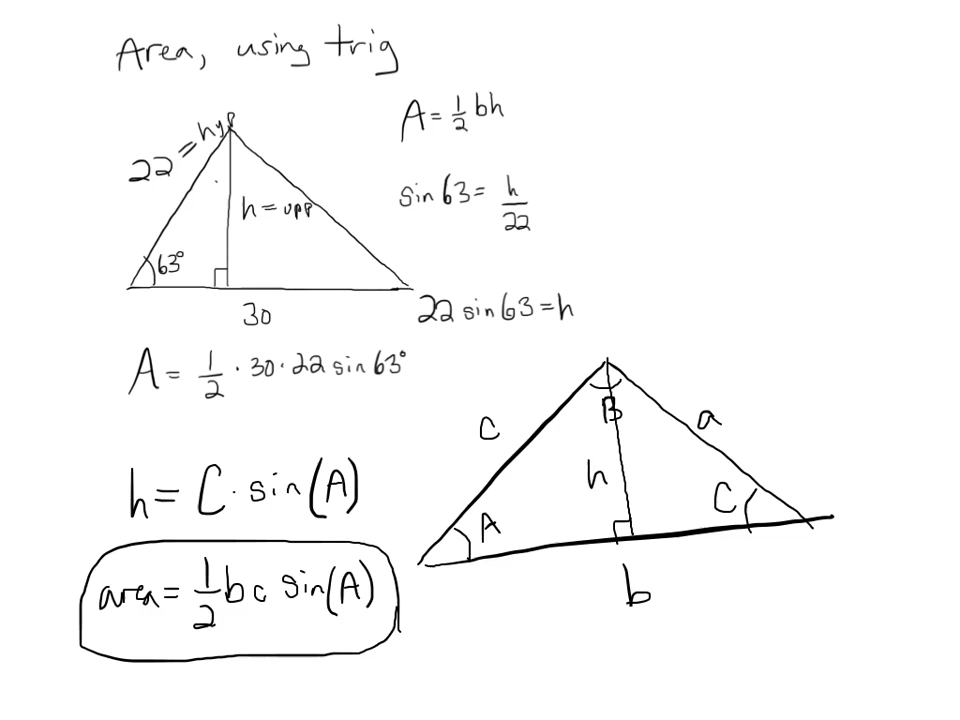 Area, using trig
A = 1/2 bh
22 = hyp
h = opp
63°
30
sin 63 = h/22
22 sin 63 = h
A = 1/2 · 30 · 22 sin 63°
h = C · sin(A)
area = 1/2 bc sin(A)
c
B
a
h
A
C
b